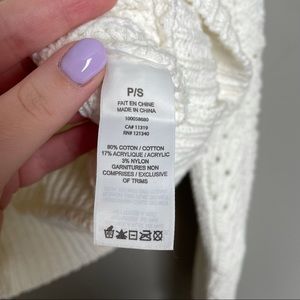 P/S
FAIT EN CHINE
MADE IN CHINA
100058680
CA# 11319
RN# 121340
80% COTON / COTTON
17% ACRYLIQUE / ACRYLIC
3% NYLON
GARNITURES NON
COMPRISES / EXCLUSIVE
OF TRIMS